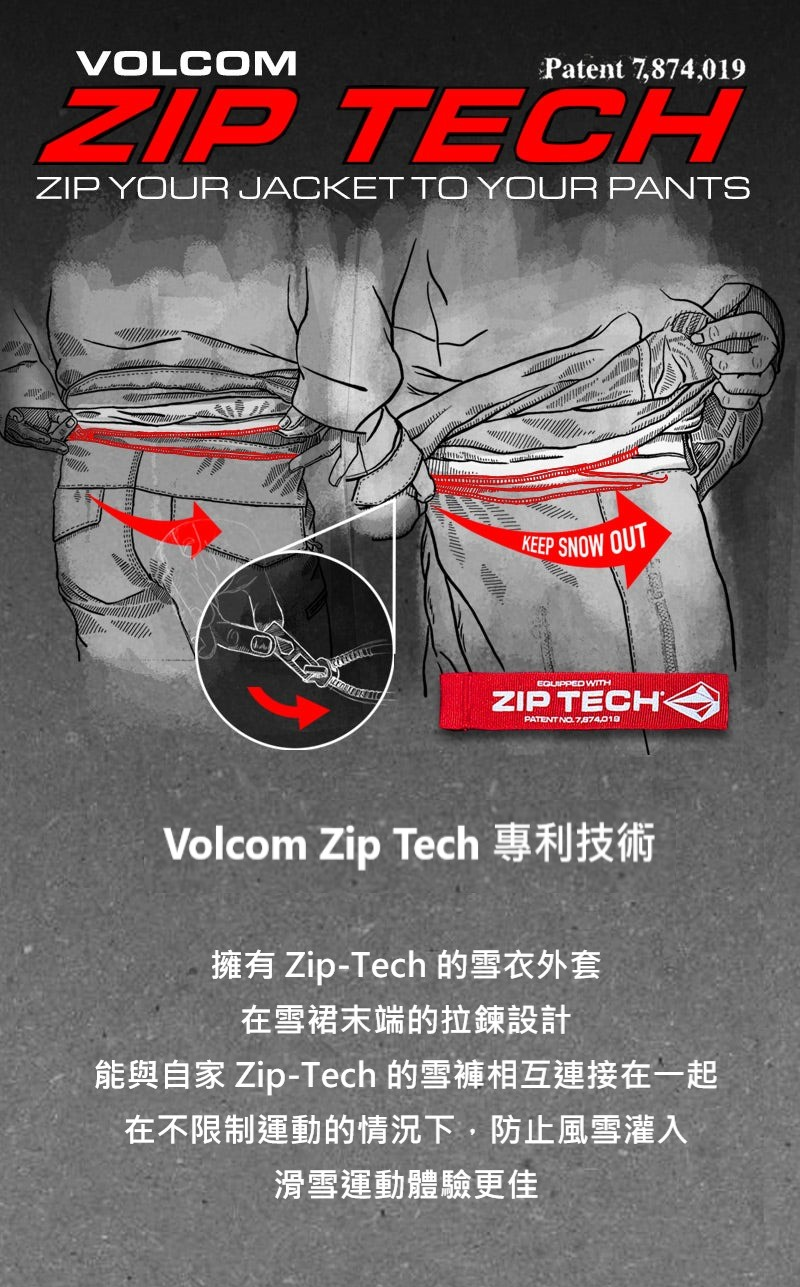 VOLCOM
Patent 7,874,019
ZIP TECH
ZIP YOUR JACKET TO YOUR PANTS
KEEP SNOW OUT
EQUIPPED WITH
ZIP TECH
PATENT NO. 7,874,019
Volcom Zip Tech 專利技術
擁有 Zip-Tech 的雪衣外套
在雪裙末端的拉鍊設計
能與自家 Zip-Tech 的雪褲相互連接在一起
在不限制運動的情況下，防止風雪灌入
滑雪運動體驗更佳